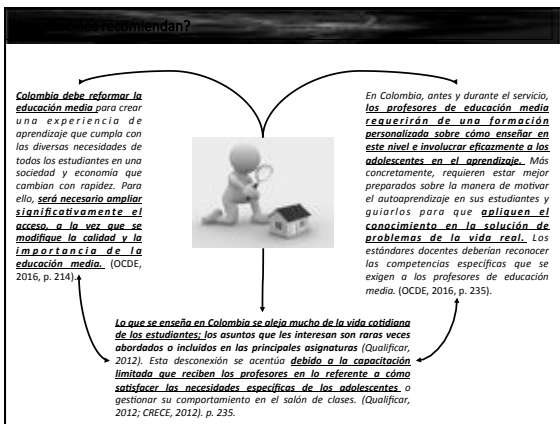 nos recomiendan?
Colombia debe reformar la
educación media para crear
una experiencia de
aprendizaje que cumpla con
las diversas necesidades de
todos los estudiantes en una
sociedad y economía que
cambian con rapidez. Para
ello, será necesario ampliar
significativamente el
acceso, a la vez que se
modifique la calidad y la
importancia de la
educación media. (OCDE,
2016, p. 214).
En Colombia, antes y durante el servicio,
los profesores de educación media
requerirán de una formación
personalizada sobre cómo enseñar en
este nivel e involucrar eficazmente a los
adolescentes en el aprendizaje. Más
concretamente, requieren estar mejor
preparados sobre la manera de motivar
el autoaprendizaje en sus estudiantes y
guiarlos para que apliquen el
conocimiento en la solución de
problemas de la vida real. Los
estándares docentes deberían reconocer
las competencias específicas que se
exigen a los profesores de educación
media. (OCDE, 2016, p. 235).
Lo que se enseña en Colombia se aleja mucho de la vida cotidiana
de los estudiantes; los asuntos que les interesan son raras veces
abordados o incluidos en las principales asignaturas (Qualificar,
2012). Esta desconexión se acentúa debido a la capacitación
limitada que reciben los profesores en lo referente a cómo
satisfacer las necesidades específicas de los adolescentes o
gestionar su comportamiento en el salón de clases. (Qualificar,
2012; CRECE, 2012). p. 235.